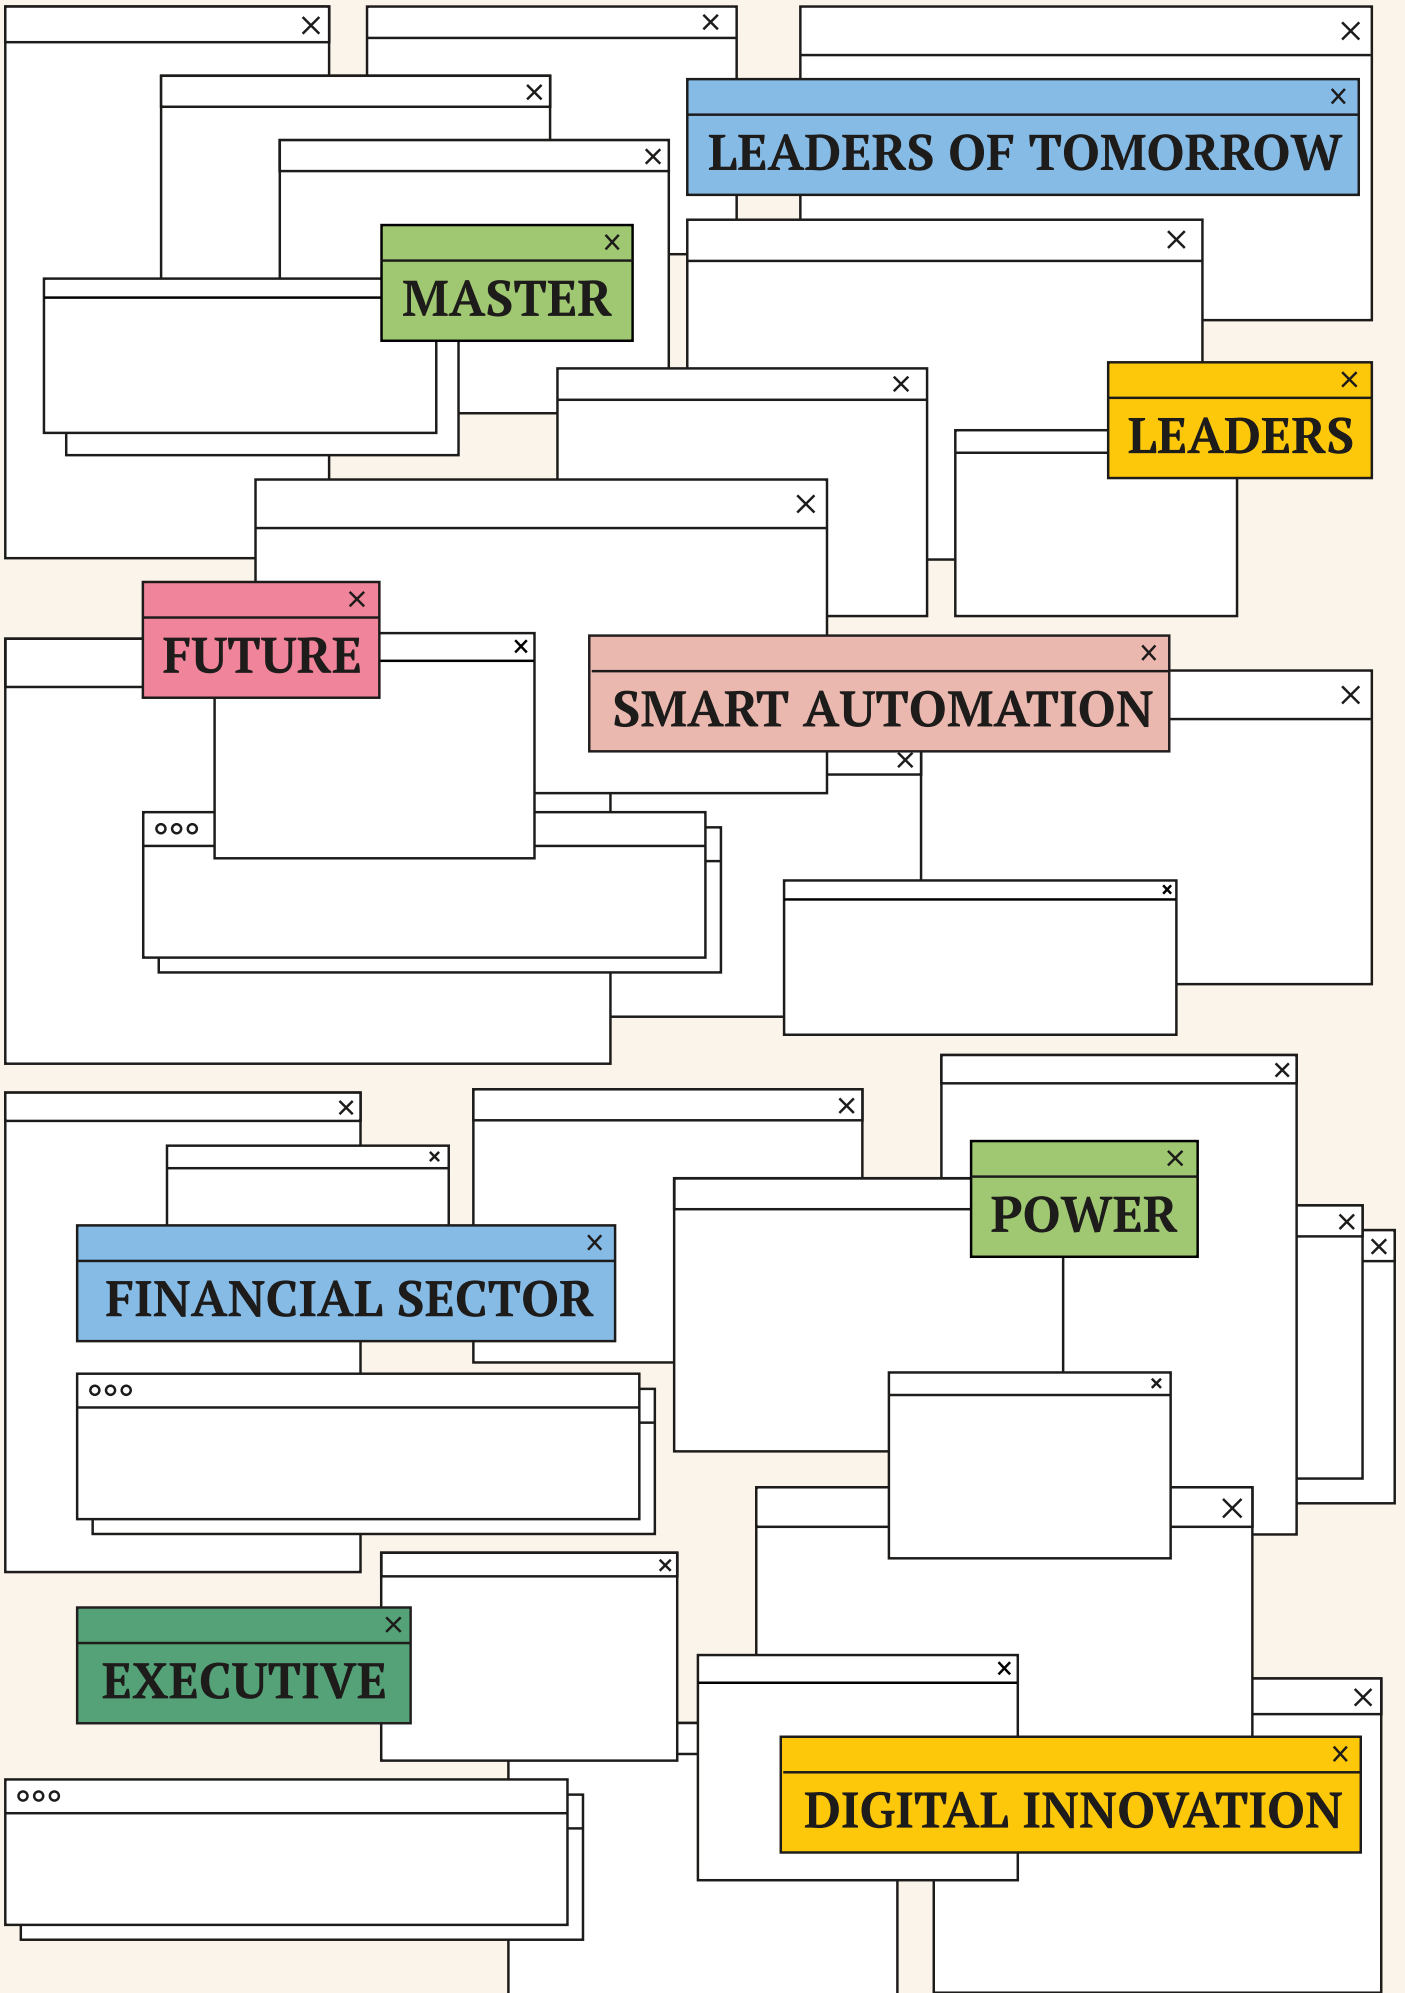 LEADERS OF TOMORROW
MASTER
LEADERS
FUTURE
SMART AUTOMATION
POWER
FINANCIAL SECTOR
EXECUTIVE
DIGITAL INNOVATION